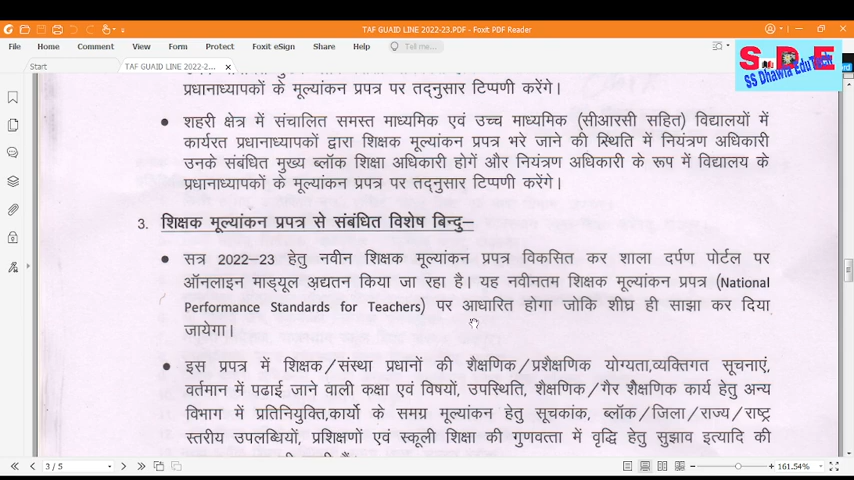 TAF GUAID LINE 2022-23.PDF - Foxit PDF Reader
File Home Comment View Form Protect Foxit eSign Share Help Tell me...
Start TAF GUAID LINE 2022-2...
S D E
SS Dhawla Edu
प्रधानाध्यापकों के मूल्यांकन प्रपत्र पर तद्नुसार टिप्पणी करेंगे।
• शहरी क्षेत्र में संचालित समस्त माध्यमिक एवं उच्च माध्यमिक (सीआरसी सहित) विद्यालयों में
कार्यरत प्रधानाध्यापकों द्वारा शिक्षक मूल्यांकन प्रपत्र भरे जाने की स्थिति में नियंत्रण अधिकारी
उनके संबंधित मुख्य ब्लॉक शिक्षा अधिकारी होगें और नियंत्रण अधिकारी के रूप में विद्यालय के
प्रधानाध्यापकों के मूल्यांकन प्रपत्र पर तद्नुसार टिप्पणी करेंगे।
3. शिक्षक मूल्यांकन प्रपत्र से संबंधित विशेष बिन्दु–
• सत्र 2022–23 हेतु नवीन शिक्षक मूल्यांकन प्रपत्र विकसित कर शाला दर्पण पोर्टल पर
ऑनलाइन माड्यूल अद्यतन किया जा रहा है। यह नवीनतम शिक्षक मूल्यांकन प्रपत्र (National
Performance Standards for Teachers) पर आधारित होगा जोकि शीघ्र ही साझा कर दिया
जायेगा।
• इस प्रपत्र में शिक्षक/संस्था प्रधानों की शैक्षणिक/प्रशैक्षणिक योग्यता,व्यक्तिगत सूचनाएं,
वर्तमान में पढाई जाने वाली कक्षा एवं विषयों, उपस्थिति, शैक्षणिक/गैर शैक्षणिक कार्य हेतु अन्य
विभाग में प्रतिनियुक्ति,कार्यो के समग्र मूल्यांकन हेतु सूचकांक, ब्लॉक/जिला/राज्य/राष्ट्र
स्तरीय उपलब्धियों, प्रशिक्षणों एवं स्कूली शिक्षा की गुणवत्ता में वृद्धि हेतु सुझाव इत्यादि की
3 / 5 161.54%